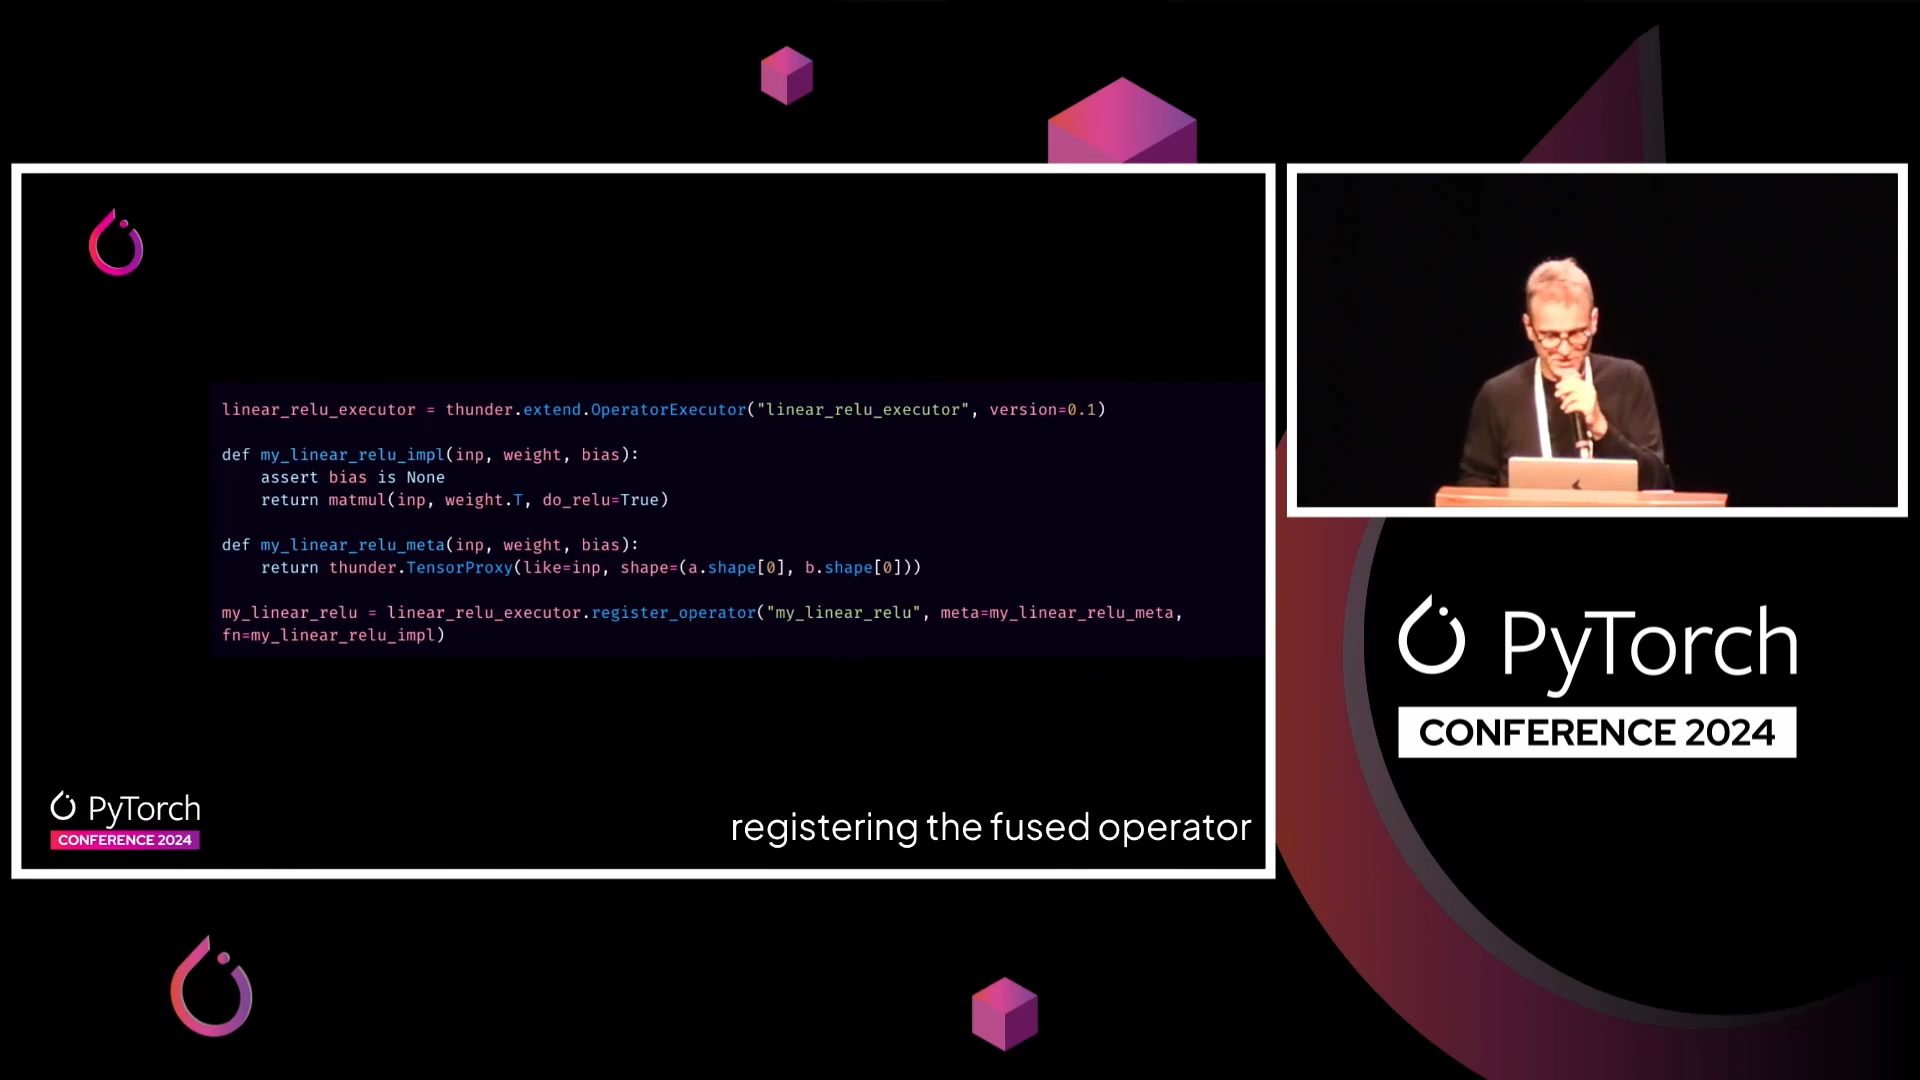 linear_relu_executor = thunder.extend.OperatorExecutor("linear_relu_executor", version=0.1)
def my_linear_relu_impl(inp, weight, bias):
    assert bias is None
    return matmul(inp, weight.T, do_relu=True)
def my_linear_relu_meta(inp, weight, bias):
    return thunder.TensorProxy(like=inp, shape=(a.shape[0], b.shape[0]))
my_linear_relu = linear_relu_executor.register_operator("my_linear_relu", meta=my_linear_relu_meta,
fn=my_linear_relu_impl)
PyTorch
CONFERENCE 2024
registering the fused operator
PyTorch
CONFERENCE 2024